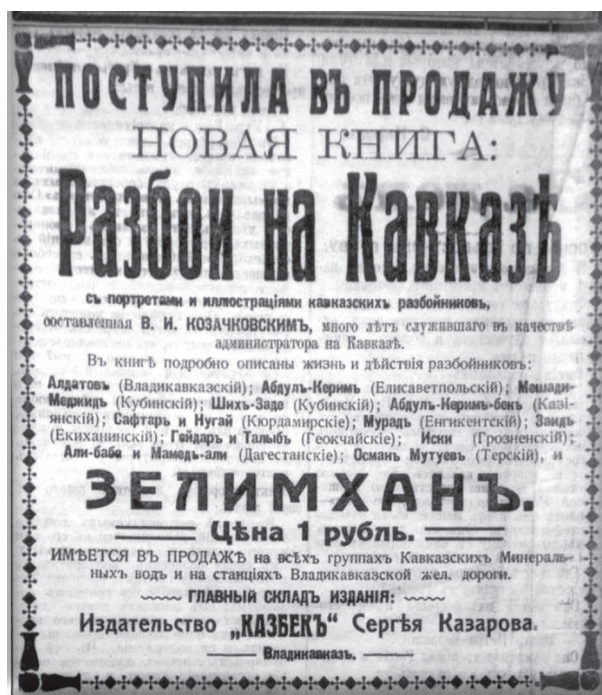 ПОСТУПИЛА ВЪ ПРОДАЖУ
НОВАЯ КНИГА:
Разбои на Кавказѣ
съ портретами и иллюстраціями кавказскихъ разбойниковъ,
составленная В. И. КОЗАЧКОВСКИМЪ, много лѣтъ служившаго въ качествѣ
администратора на Кавказѣ.
Въ книгѣ подробно описаны жизнь и дѣйствія разбойниковъ:
Алдатовъ (Владикавказскій); Абдулъ-Керимъ (Елисаветпольскій); Мешади-
Меджидъ (Кубинскій); Шихъ-Заде (Кубинскій); Абдулъ-Керимъ-бекъ (Казі-
янскій); Сафтаръ и Нугай (Кюрдамирскіе); Мурадъ (Енгикентскій); Заидъ
(Екиханинскій); Гейдаръ и Талыбъ (Геокчайскіе); Иски (Грозненскій);
Али-баба и Мамедъ-али (Дагестанскіе); Османъ Мутуевъ (Терскій), и
ЗЕЛИМХАНЪ.
Цѣна 1 рубль.
ИМѢЕТСЯ ВЪ ПРОДАЖѢ на всѣхъ группахъ Кавказскихъ Минераль-
ныхъ водъ и на станціяхъ Владикавказской жел. дороги.
ГЛАВНЫЙ СКЛАДЪ ИЗДАНІЯ:
Издательство „КАЗБЕКЪ" Сергѣя Казарова.
Владикавказъ.